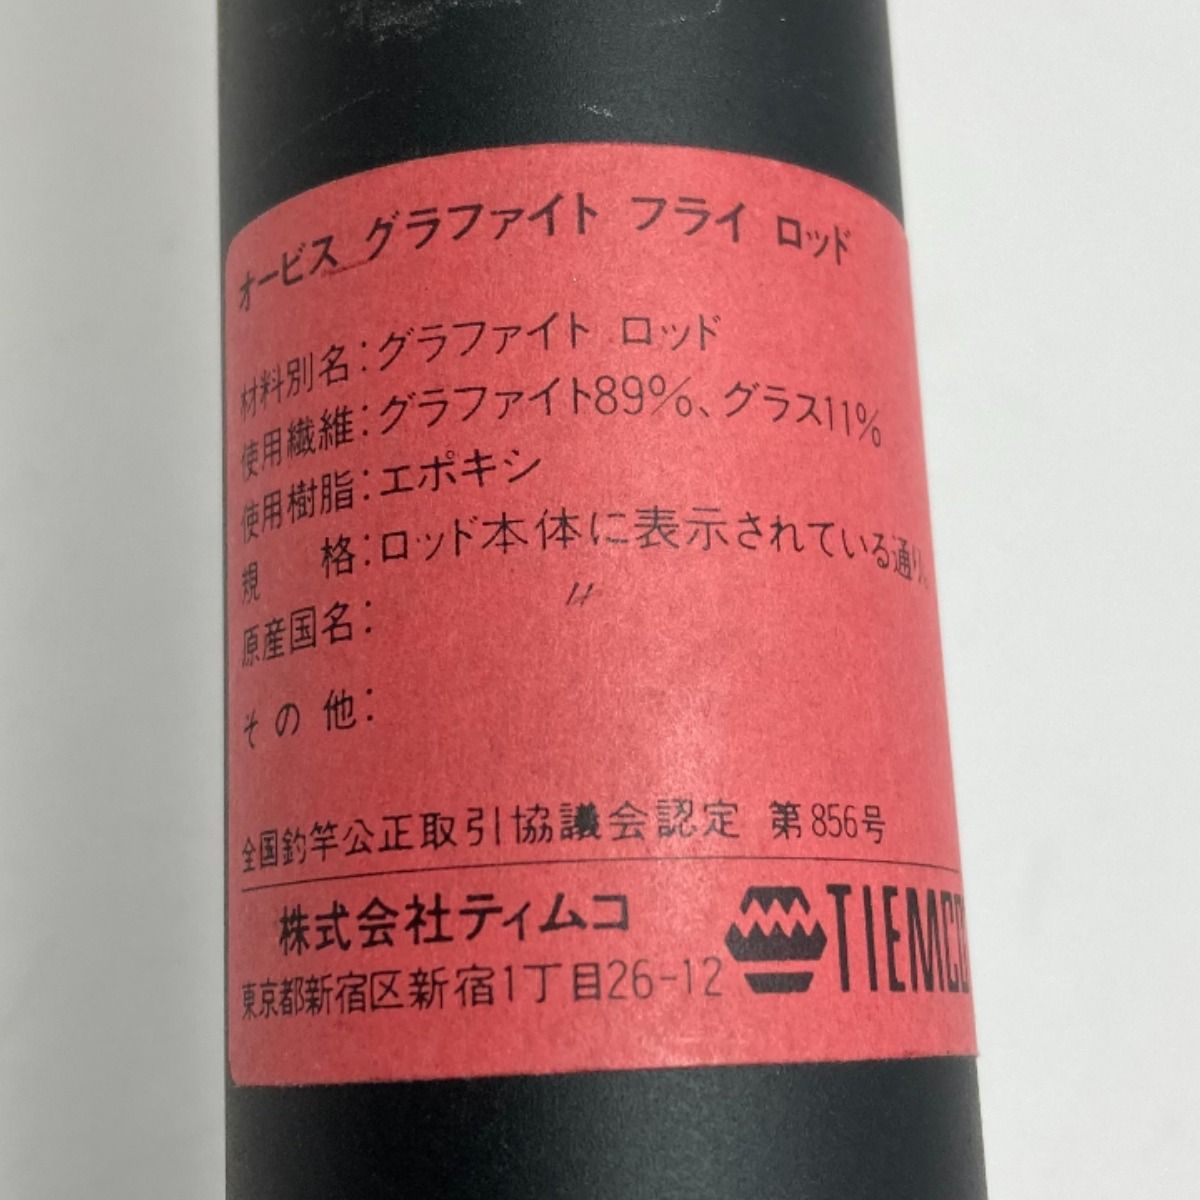 オービス グラファイト フライ ロッド
材料別名：グラファイト ロッド
使用繊維：グラファイト89%、グラス11%
使用樹脂：エポキシ
規 格：ロッド本体に表示されている通り。
原産国名：〃
その他：
全国釣竿公正取引協議会認定 第856号
株式会社ティムコ
東京都新宿区新宿1丁目26-12
TIEMCO